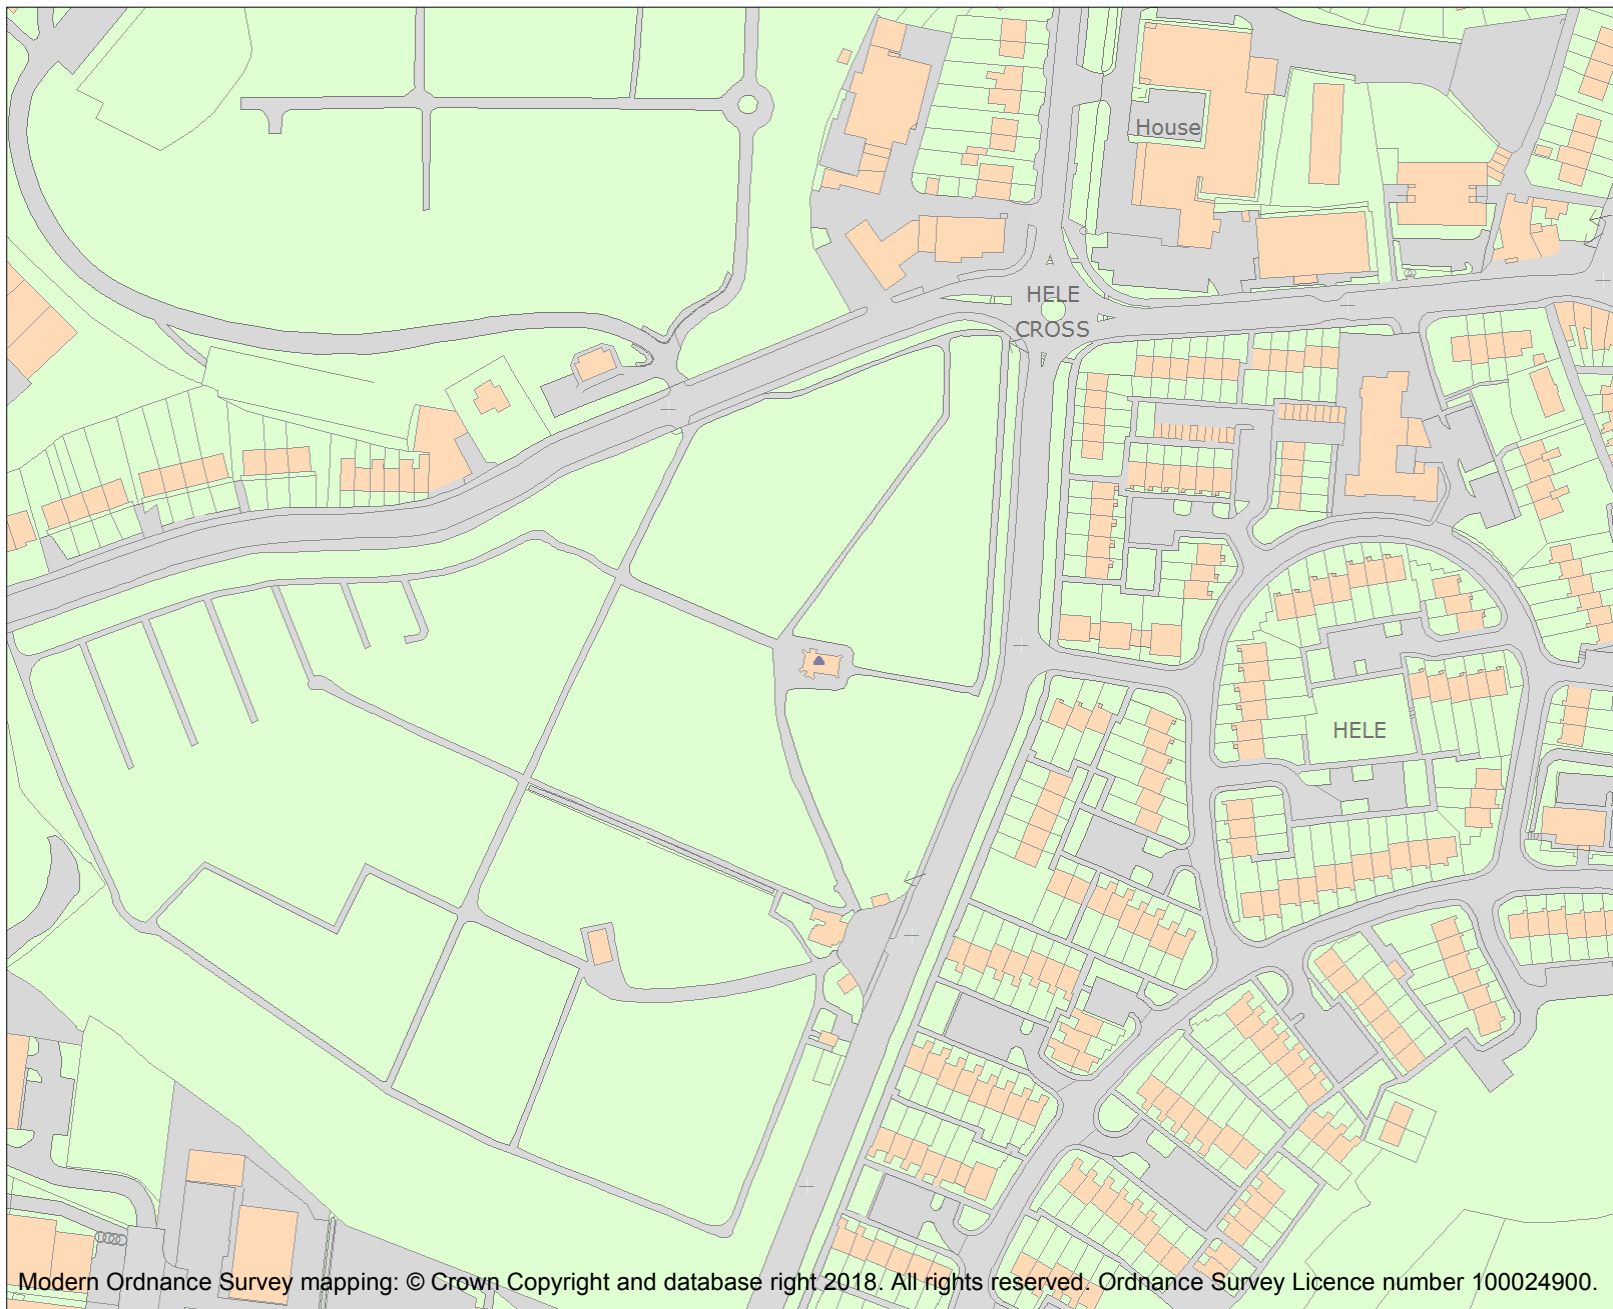 House
HELE
CROSS
HELE
Modern Ordnance Survey mapping: © Crown Copyright and database right 2018. All rights reserved. Ordnance Survey Licence number 100024900.